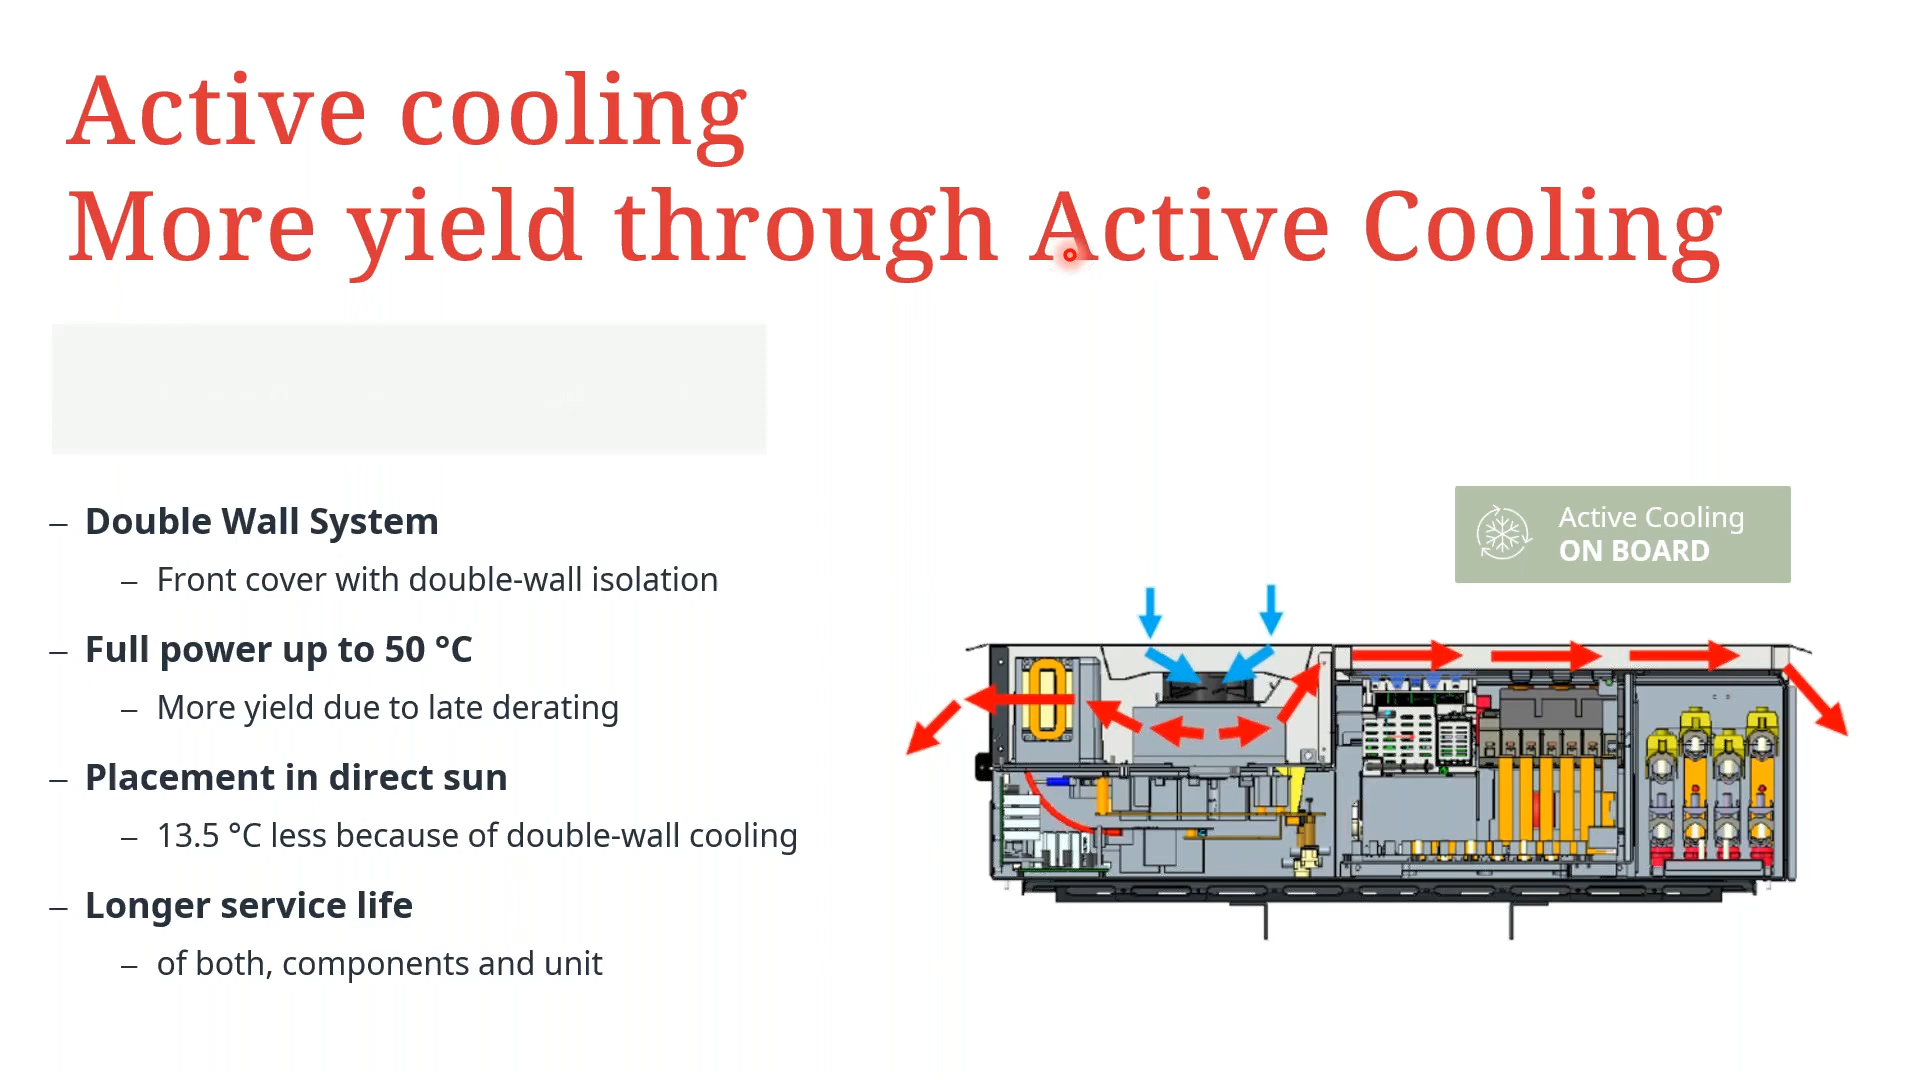 Active cooling
More yield through Active Cooling
– Double Wall System
– Front cover with double-wall isolation
– Full power up to 50 °C
– More yield due to late derating
– Placement in direct sun
– 13.5 °C less because of double-wall cooling
– Longer service life
– of both, components and unit
Active Cooling
ON BOARD